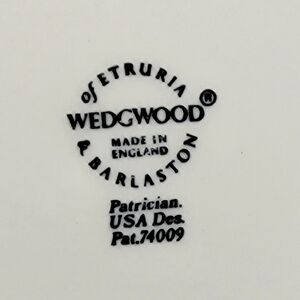 of ETRURIA
WEDGWOOD®
MADE IN
ENGLAND
& BARLASTON
Patrician.
USA Des.
Pat.74009